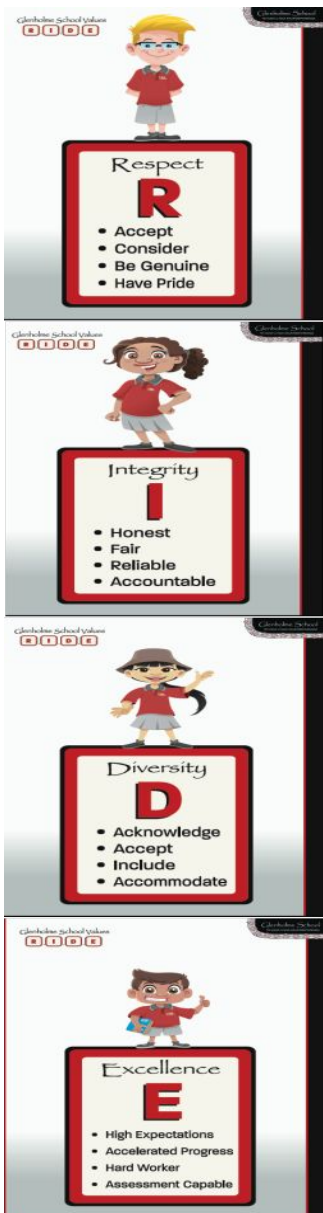 Glenholme School Values
R I D E
Glenholme School
Respect
R
• Accept
• Consider
• Be Genuine
• Have Pride
Glenholme School Values
R I D E
Glenholme School
Integrity
I
• Honest
• Fair
• Reliable
• Accountable
Glenholme School Values
R I D E
Glenholme School
Diversity
D
• Acknowledge
• Accept
• Include
• Accommodate
Glenholme School Values
R I D E
Glenholme School
Excellence
E
• High Expectations
• Accelerated Progress
• Hard Worker
• Assessment Capable